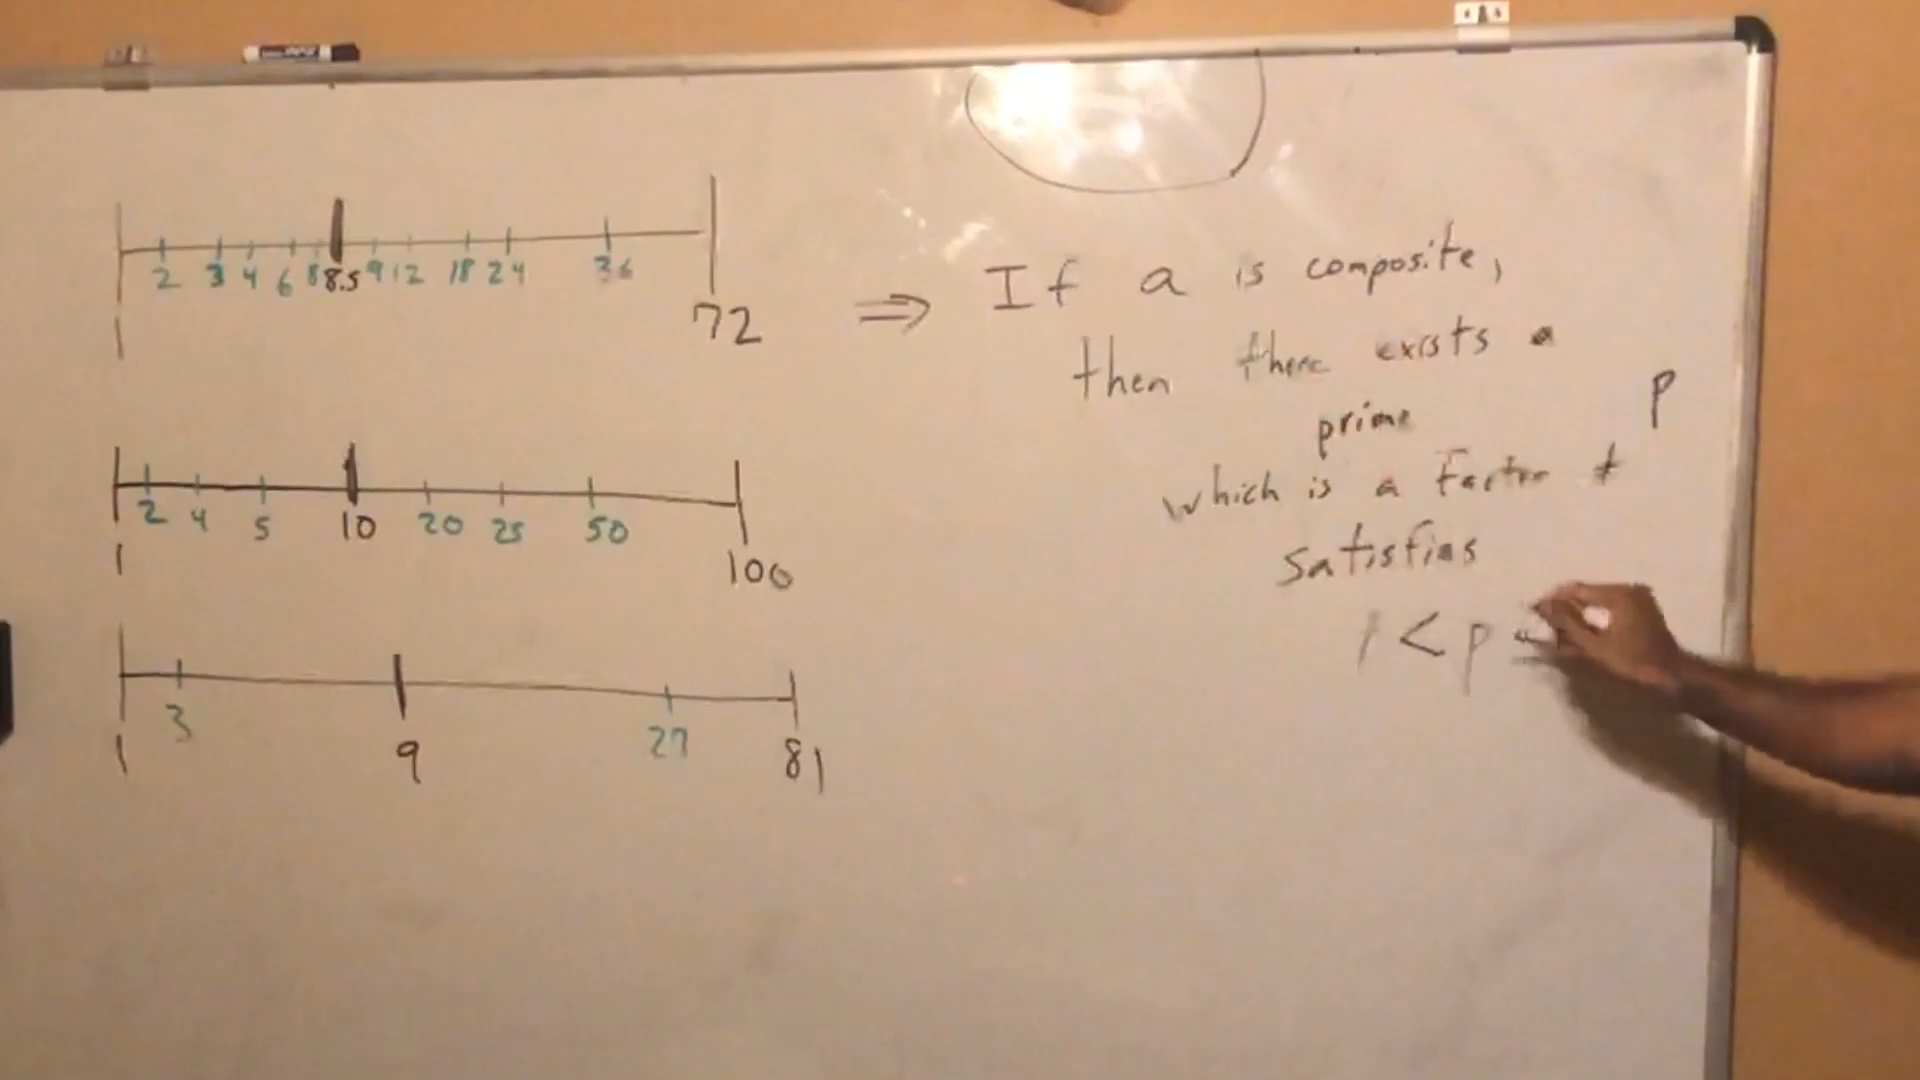 2 3 4 6 8 8.5 9 12 18 24 36
1 72
2 4 5 10 20 25 50
1 100
3 27
1 9 81
⇒ If a is composite,
then there exists a
prime p
which is a factor +
satisfies
1 < p